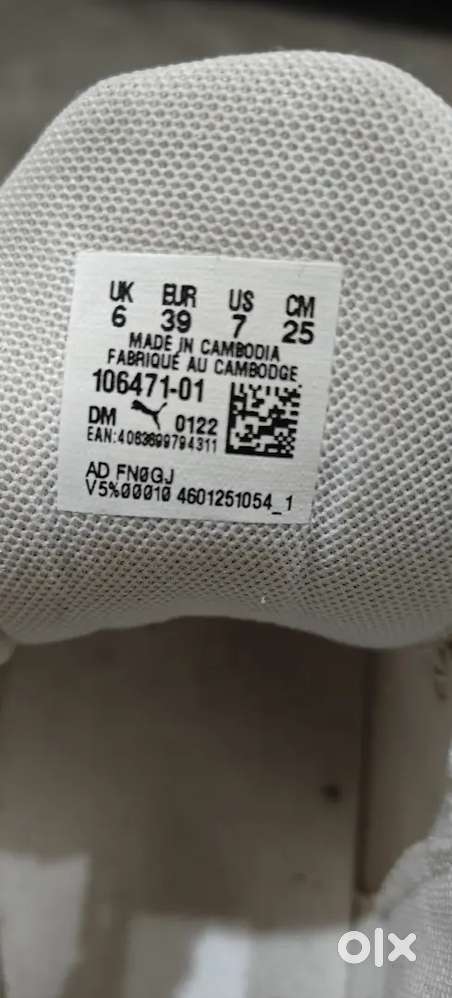 UK EUR US CM
6 39 7 25
MADE IN CAMBODIA
FABRIQUÉ AU CAMBODGE
106471-01
DM 0122
EAN:4063699794311
AD FN0GJ
V5%00010 4601251054_1
olx